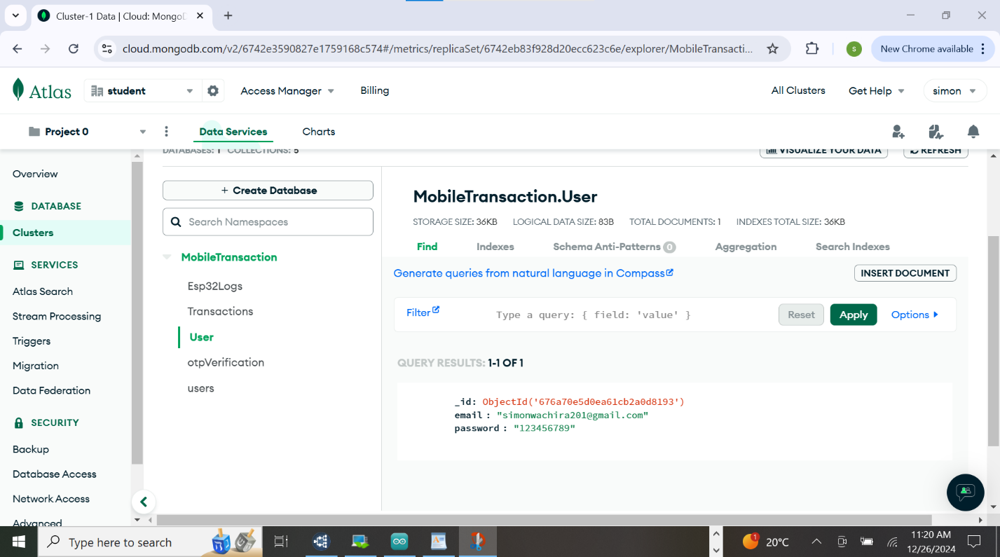 Cluster-1 Data | Cloud: MongoD
cloud.mongodb.com/v2/6742e3590827e1759168c574#/metrics/replicaSet/6742eb83f928d20ecc623c6e/explorer/MobileTransacti...
S
New Chrome available
Atlas
student
Access Manager
Billing
All Clusters
Get Help
simon
Project 0
Data Services
Charts
DATABASES: 1 COLLECTIONS: 5
VISUALIZE YOUR DATA
REFRESH
Overview
DATABASE
Clusters
SERVICES
Atlas Search
Stream Processing
Triggers
Migration
Data Federation
SECURITY
Backup
Database Access
Network Access
Advanced
+ Create Database
Search Namespaces
MobileTransaction
Esp32Logs
Transactions
User
otpVerification
users
MobileTransaction.User
STORAGE SIZE: 36KB LOGICAL DATA SIZE: 83B TOTAL DOCUMENTS: 1 INDEXES TOTAL SIZE: 36KB
Find Indexes Schema Anti-Patterns 0 Aggregation Search Indexes
Generate queries from natural language in Compass
INSERT DOCUMENT
Filter
Type a query: { field: 'value' }
Reset
Apply
Options
QUERY RESULTS: 1-1 OF 1
_id: ObjectId('676a70e5d0ea61cb2a0d8193')
email : "simonwachira201@gmail.com"
password : "123456789"
Type here to search
1
20°C
11:20 AM
12/26/2024